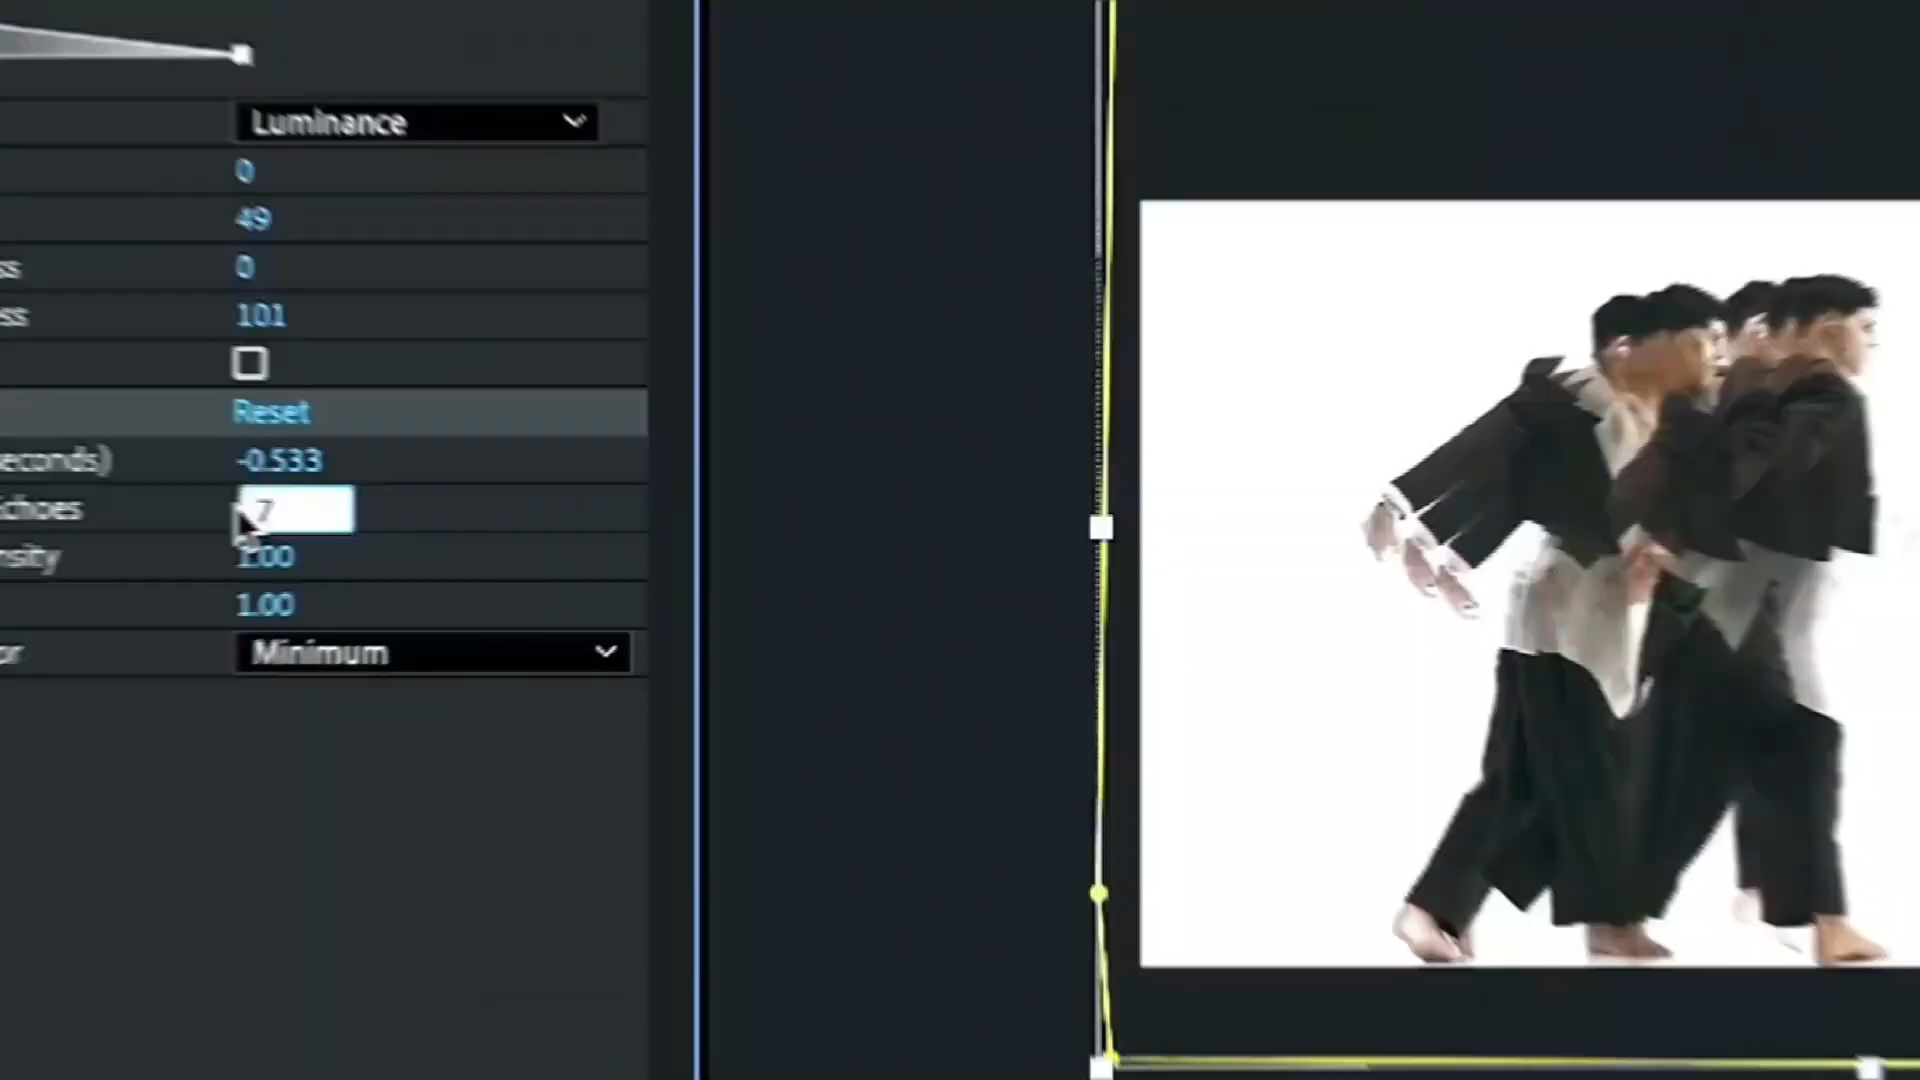 Luminance
0
49
ss 0
ss 101
Reset
econds) -0.533
Echoes 7
nsity 1.00
1.00
or Minimum